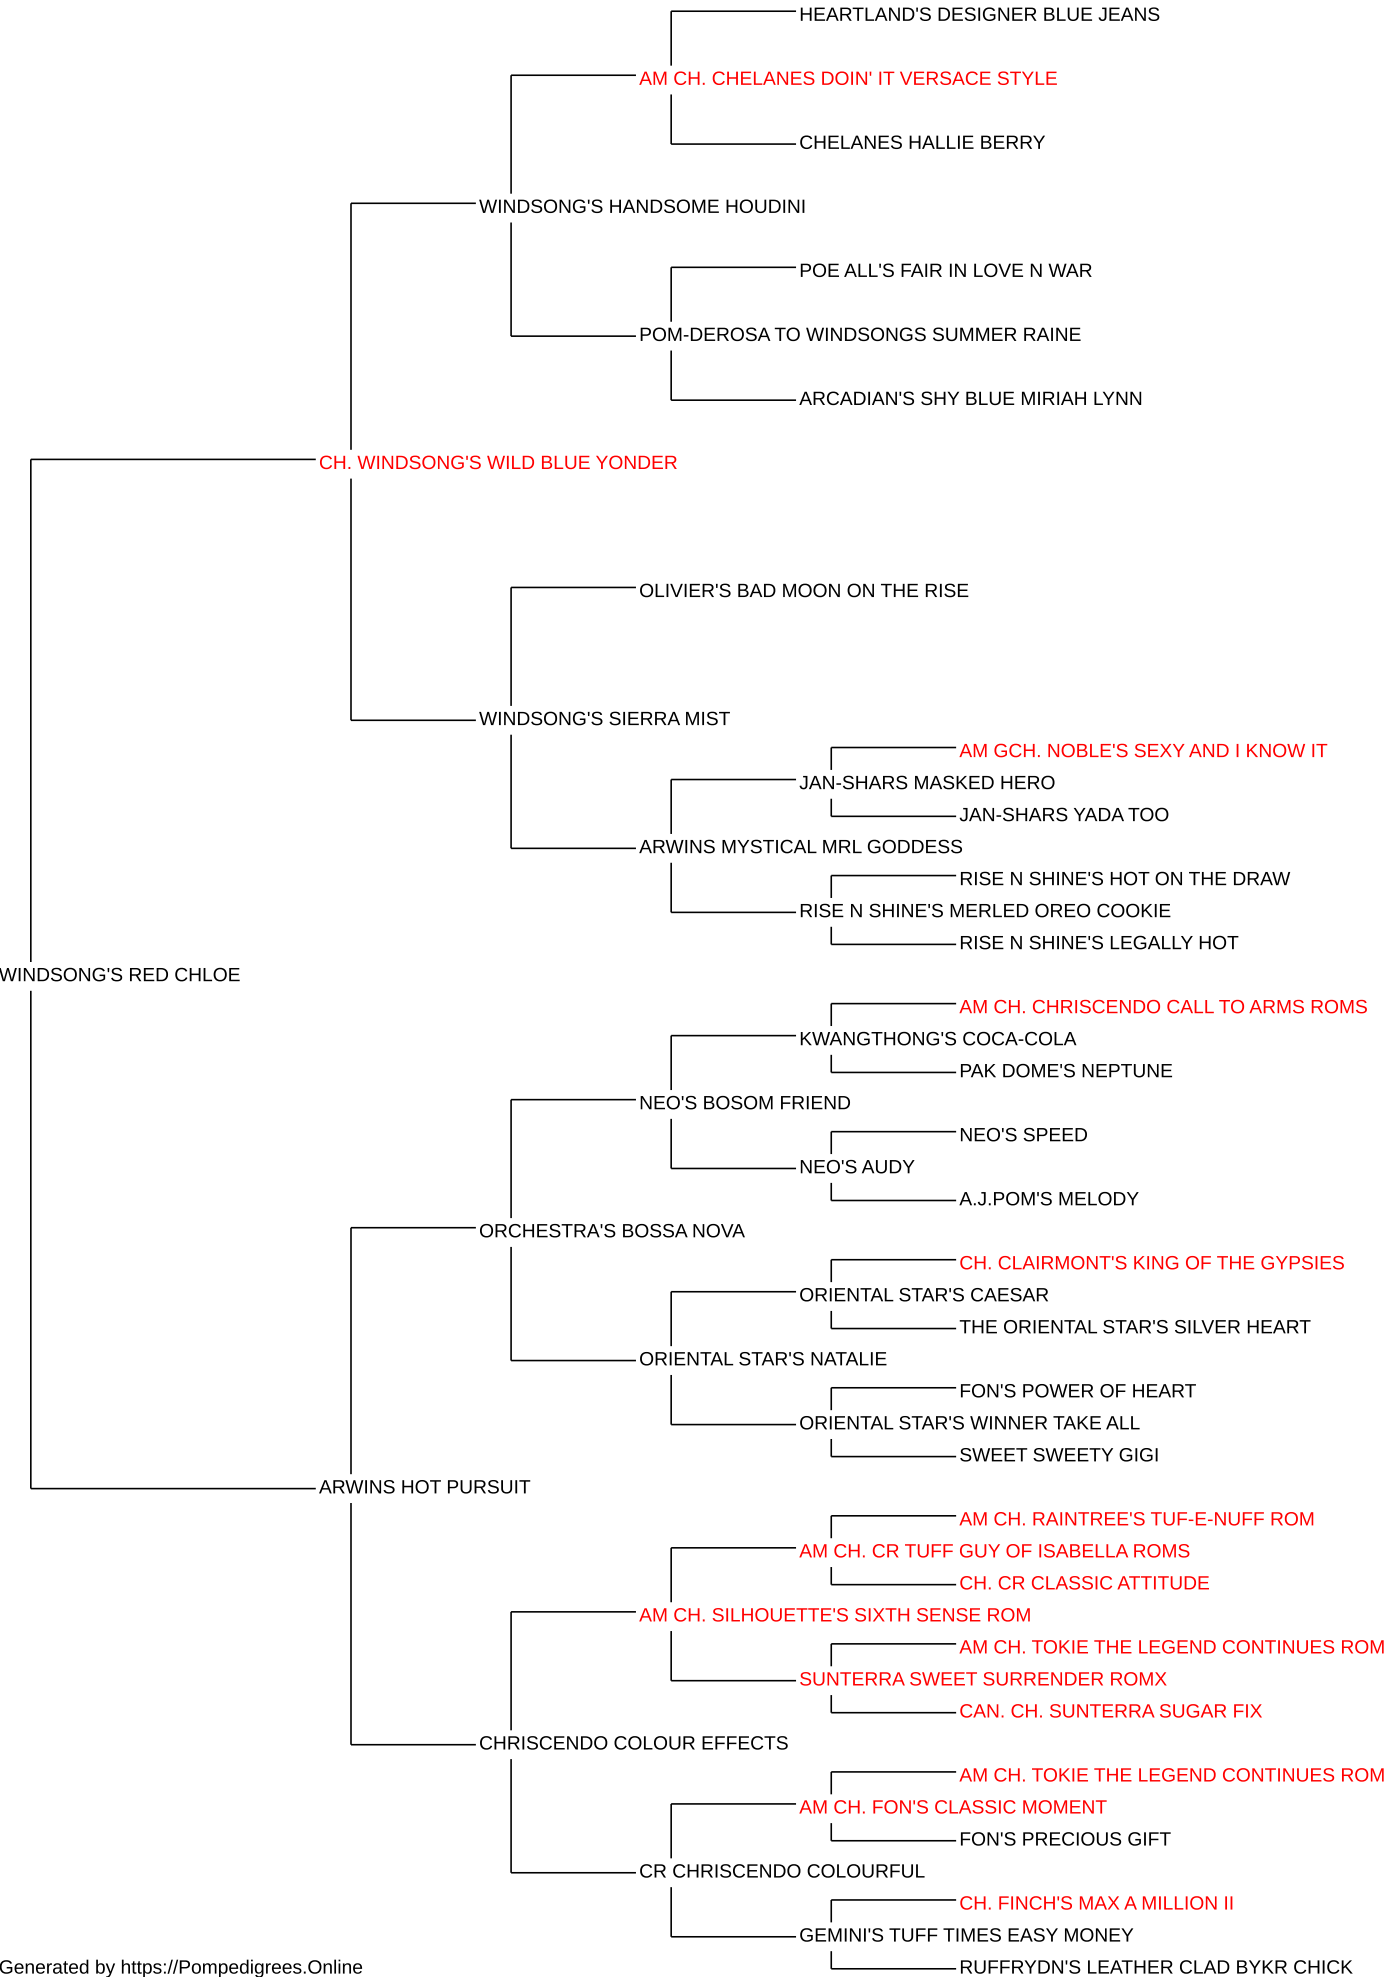 HEARTLAND'S DESIGNER BLUE JEANS
AM CH. CHELANES DOIN' IT VERSACE STYLE
CHELANES HALLIE BERRY
WINDSONG'S HANDSOME HOUDINI
POE ALL'S FAIR IN LOVE N WAR
POM-DEROSA TO WINDSONGS SUMMER RAINE
ARCADIAN'S SHY BLUE MIRIAH LYNN
CH. WINDSONG'S WILD BLUE YONDER
OLIVIER'S BAD MOON ON THE RISE
WINDSONG'S SIERRA MIST
AM GCH. NOBLE'S SEXY AND I KNOW IT
JAN-SHARS MASKED HERO
JAN-SHARS YADA TOO
ARWINS MYSTICAL MRL GODDESS
RISE N SHINE'S HOT ON THE DRAW
RISE N SHINE'S MERLED OREO COOKIE
RISE N SHINE'S LEGALLY HOT
WINDSONG'S RED CHLOE
AM CH. CHRISCENDO CALL TO ARMS ROMS
KWANGTHONG'S COCA-COLA
PAK DOME'S NEPTUNE
NEO'S BOSOM FRIEND
NEO'S SPEED
NEO'S AUDY
A.J.POM'S MELODY
ORCHESTRA'S BOSSA NOVA
CH. CLAIRMONT'S KING OF THE GYPSIES
ORIENTAL STAR'S CAESAR
THE ORIENTAL STAR'S SILVER HEART
ORIENTAL STAR'S NATALIE
FON'S POWER OF HEART
ORIENTAL STAR'S WINNER TAKE ALL
SWEET SWEETY GIGI
ARWINS HOT PURSUIT
AM CH. RAINTREE'S TUF-E-NUFF ROM
AM CH. CR TUFF GUY OF ISABELLA ROMS
CH. CR CLASSIC ATTITUDE
AM CH. SILHOUETTE'S SIXTH SENSE ROM
AM CH. TOKIE THE LEGEND CONTINUES ROM
SUNTERRA SWEET SURRENDER ROMX
CAN. CH. SUNTERRA SUGAR FIX
CHRISCENDO COLOUR EFFECTS
AM CH. TOKIE THE LEGEND CONTINUES ROM
AM CH. FON'S CLASSIC MOMENT
FON'S PRECIOUS GIFT
CR CHRISCENDO COLOURFUL
CH. FINCH'S MAX A MILLION II
GEMINI'S TUFF TIMES EASY MONEY
RUFFRYDN'S LEATHER CLAD BYKR CHICK
Generated by https://Pompedigrees.Online